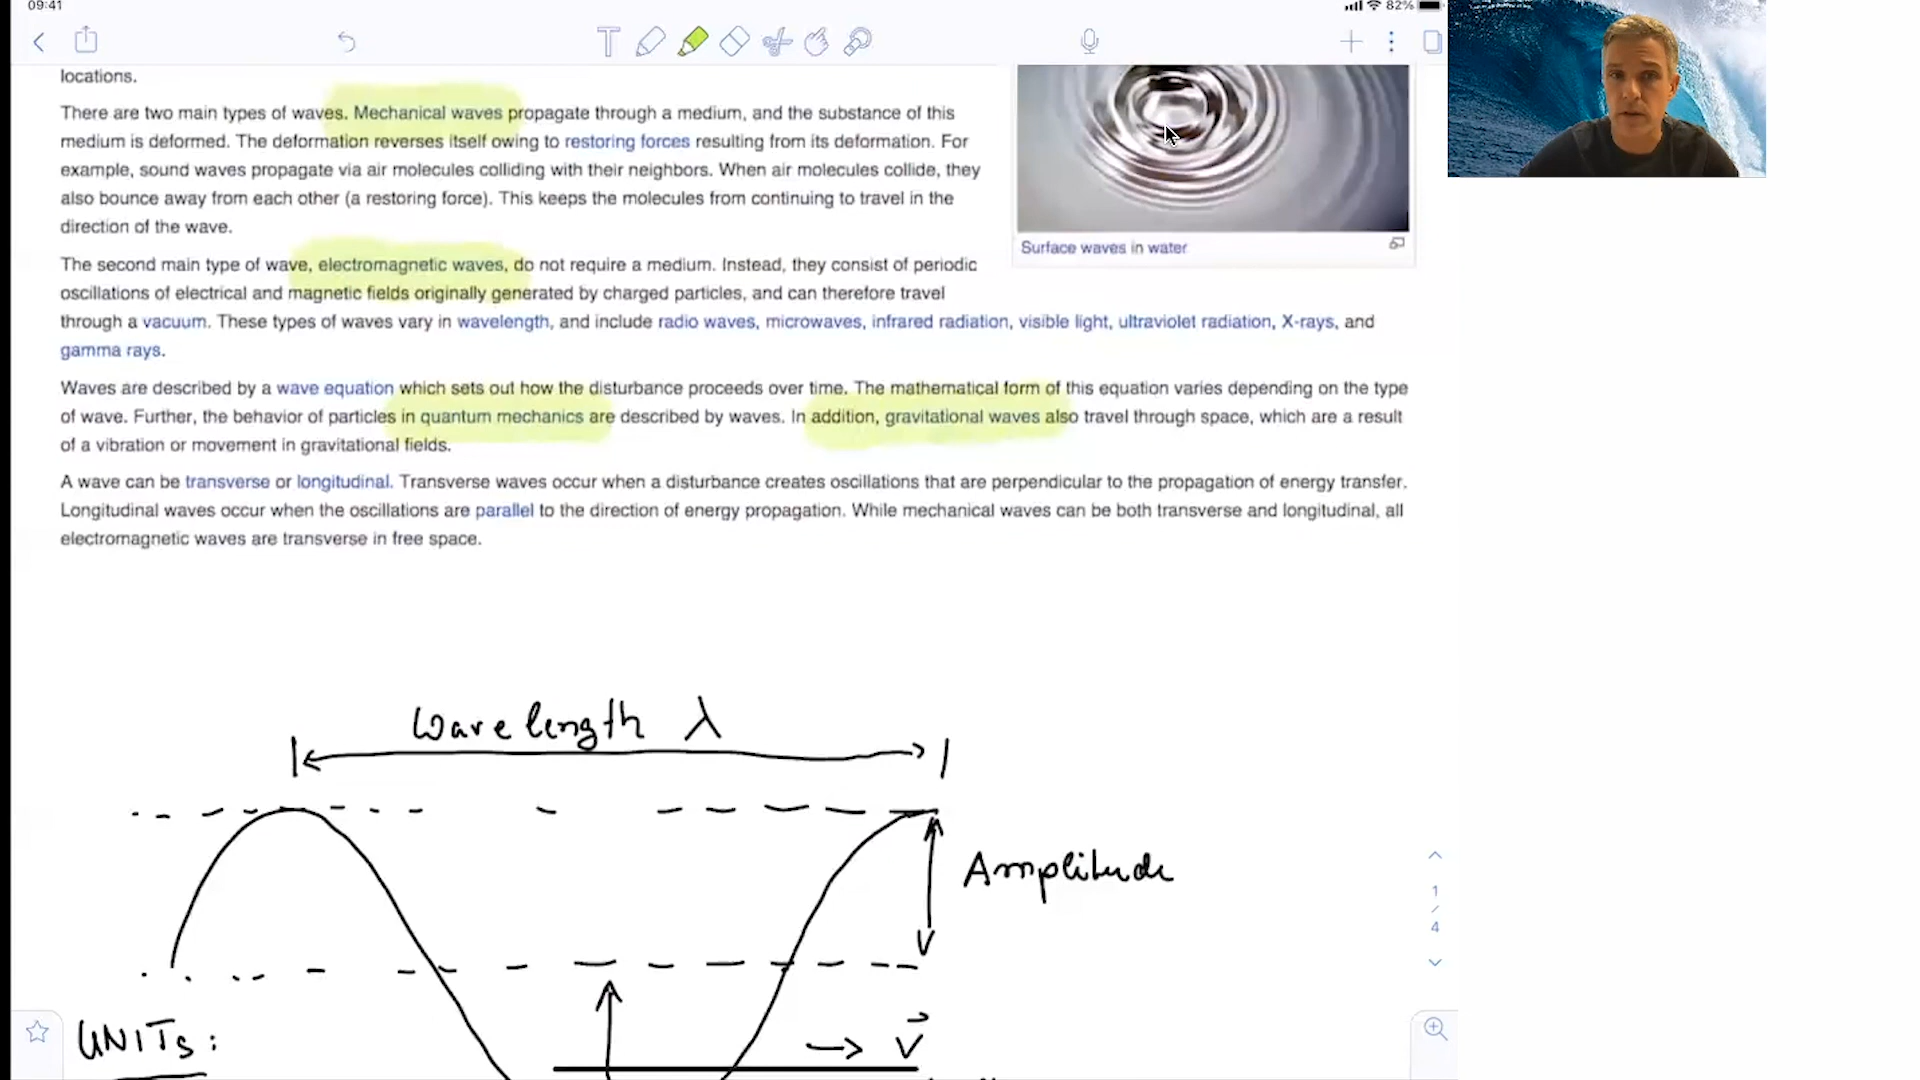 09:41
82%
T
locations.
There are two main types of waves. Mechanical waves propagate through a medium, and the substance of this
medium is deformed. The deformation reverses itself owing to restoring forces resulting from its deformation. For
example, sound waves propagate via air molecules colliding with their neighbors. When air molecules collide, they
also bounce away from each other (a restoring force). This keeps the molecules from continuing to travel in the
direction of the wave.
Surface waves in water
The second main type of wave, electromagnetic waves, do not require a medium. Instead, they consist of periodic
oscillations of electrical and magnetic fields originally generated by charged particles, and can therefore travel
through a vacuum. These types of waves vary in wavelength, and include radio waves, microwaves, infrared radiation, visible light, ultraviolet radiation, X-rays, and
gamma rays.
Waves are described by a wave equation which sets out how the disturbance proceeds over time. The mathematical form of this equation varies depending on the type
of wave. Further, the behavior of particles in quantum mechanics are described by waves. In addition, gravitational waves also travel through space, which are a result
of a vibration or movement in gravitational fields.
A wave can be transverse or longitudinal. Transverse waves occur when a disturbance creates oscillations that are perpendicular to the propagation of energy transfer.
Longitudinal waves occur when the oscillations are parallel to the direction of energy propagation. While mechanical waves can be both transverse and longitudinal, all
electromagnetic waves are transverse in free space.
Wavelength λ
Amplitude
1
/
4
UNITs:
→ v⃗